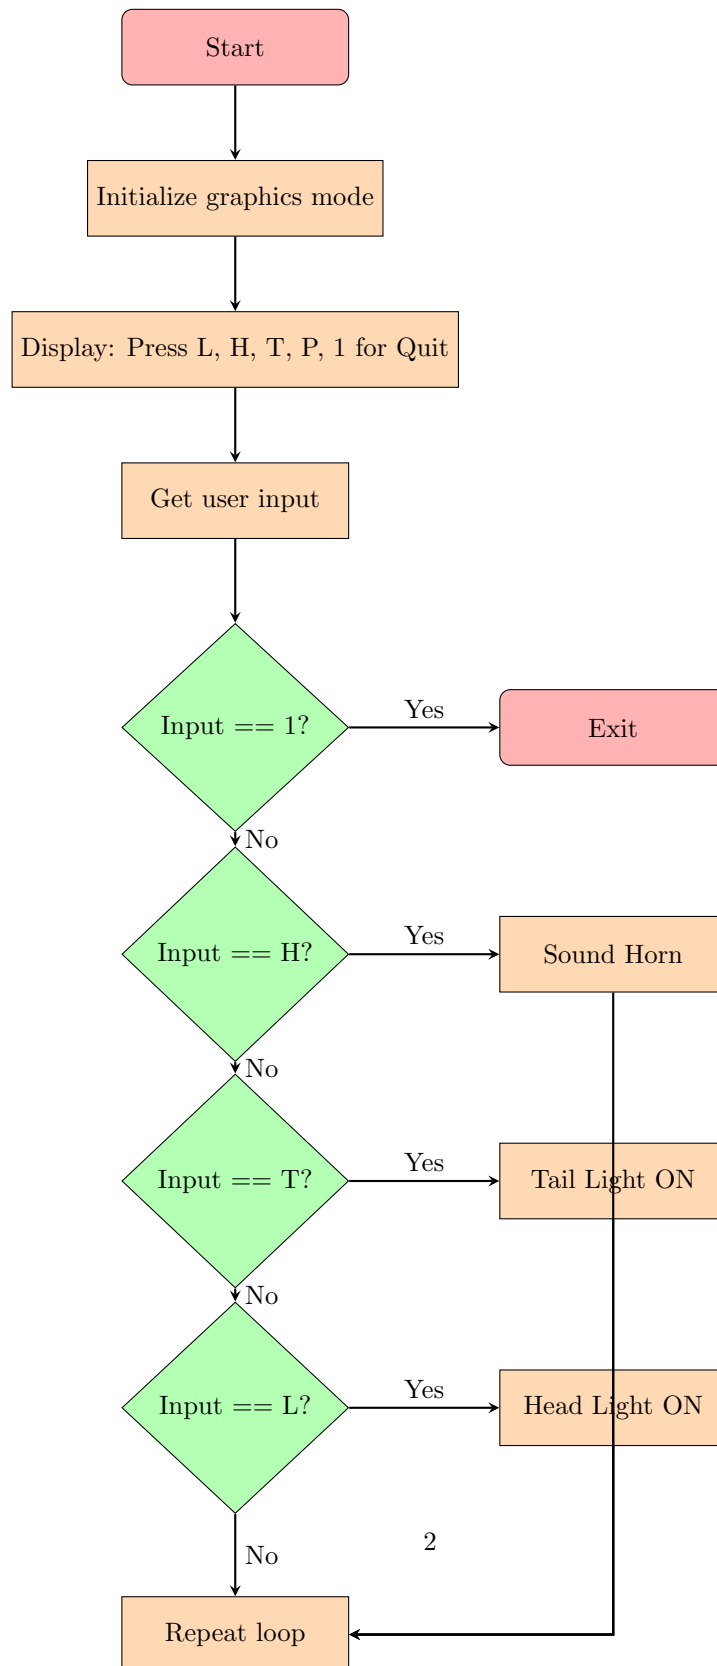 Start
Initialize graphics mode
Display: Press L, H, T, P, 1 for Quit
Get user input
Input == 1?
Yes
Exit
No
Input == H?
Yes
Sound Horn
No
Input == T?
Yes
Tail Light ON
No
Input == L?
Yes
Head Light ON
2
No
Repeat loop